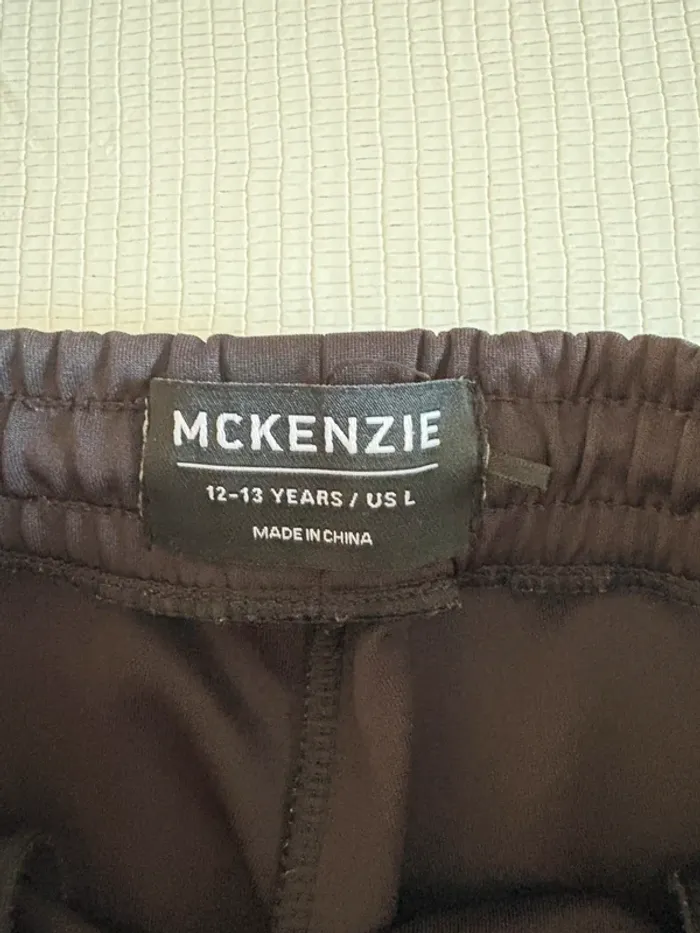 MCKENZIE
12-13 YEARS / US L
MADE IN CHINA